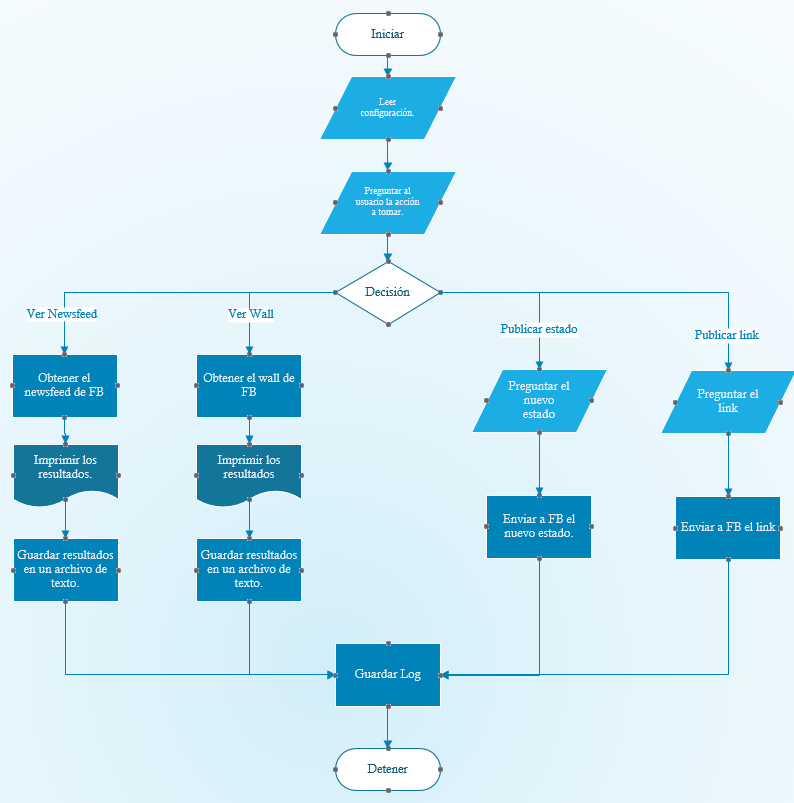 Iniciar
Leer
configuración.
Preguntar al
usuario la acción
a tomar.
Decisión
Ver Newsfeed
Ver Wall
Publicar estado
Publicar link
Obtener el
newsfeed de FB
Obtener el wall de
FB
Preguntar el
nuevo
estado
Preguntar el
link
Imprimir los
resultados.
Imprimir los
resultados
Enviar a FB el
nuevo estado.
Enviar a FB el link
Guardar resultados
en un archivo de
texto.
Guardar resultados
en un archivo de
texto.
Guardar Log
Detener